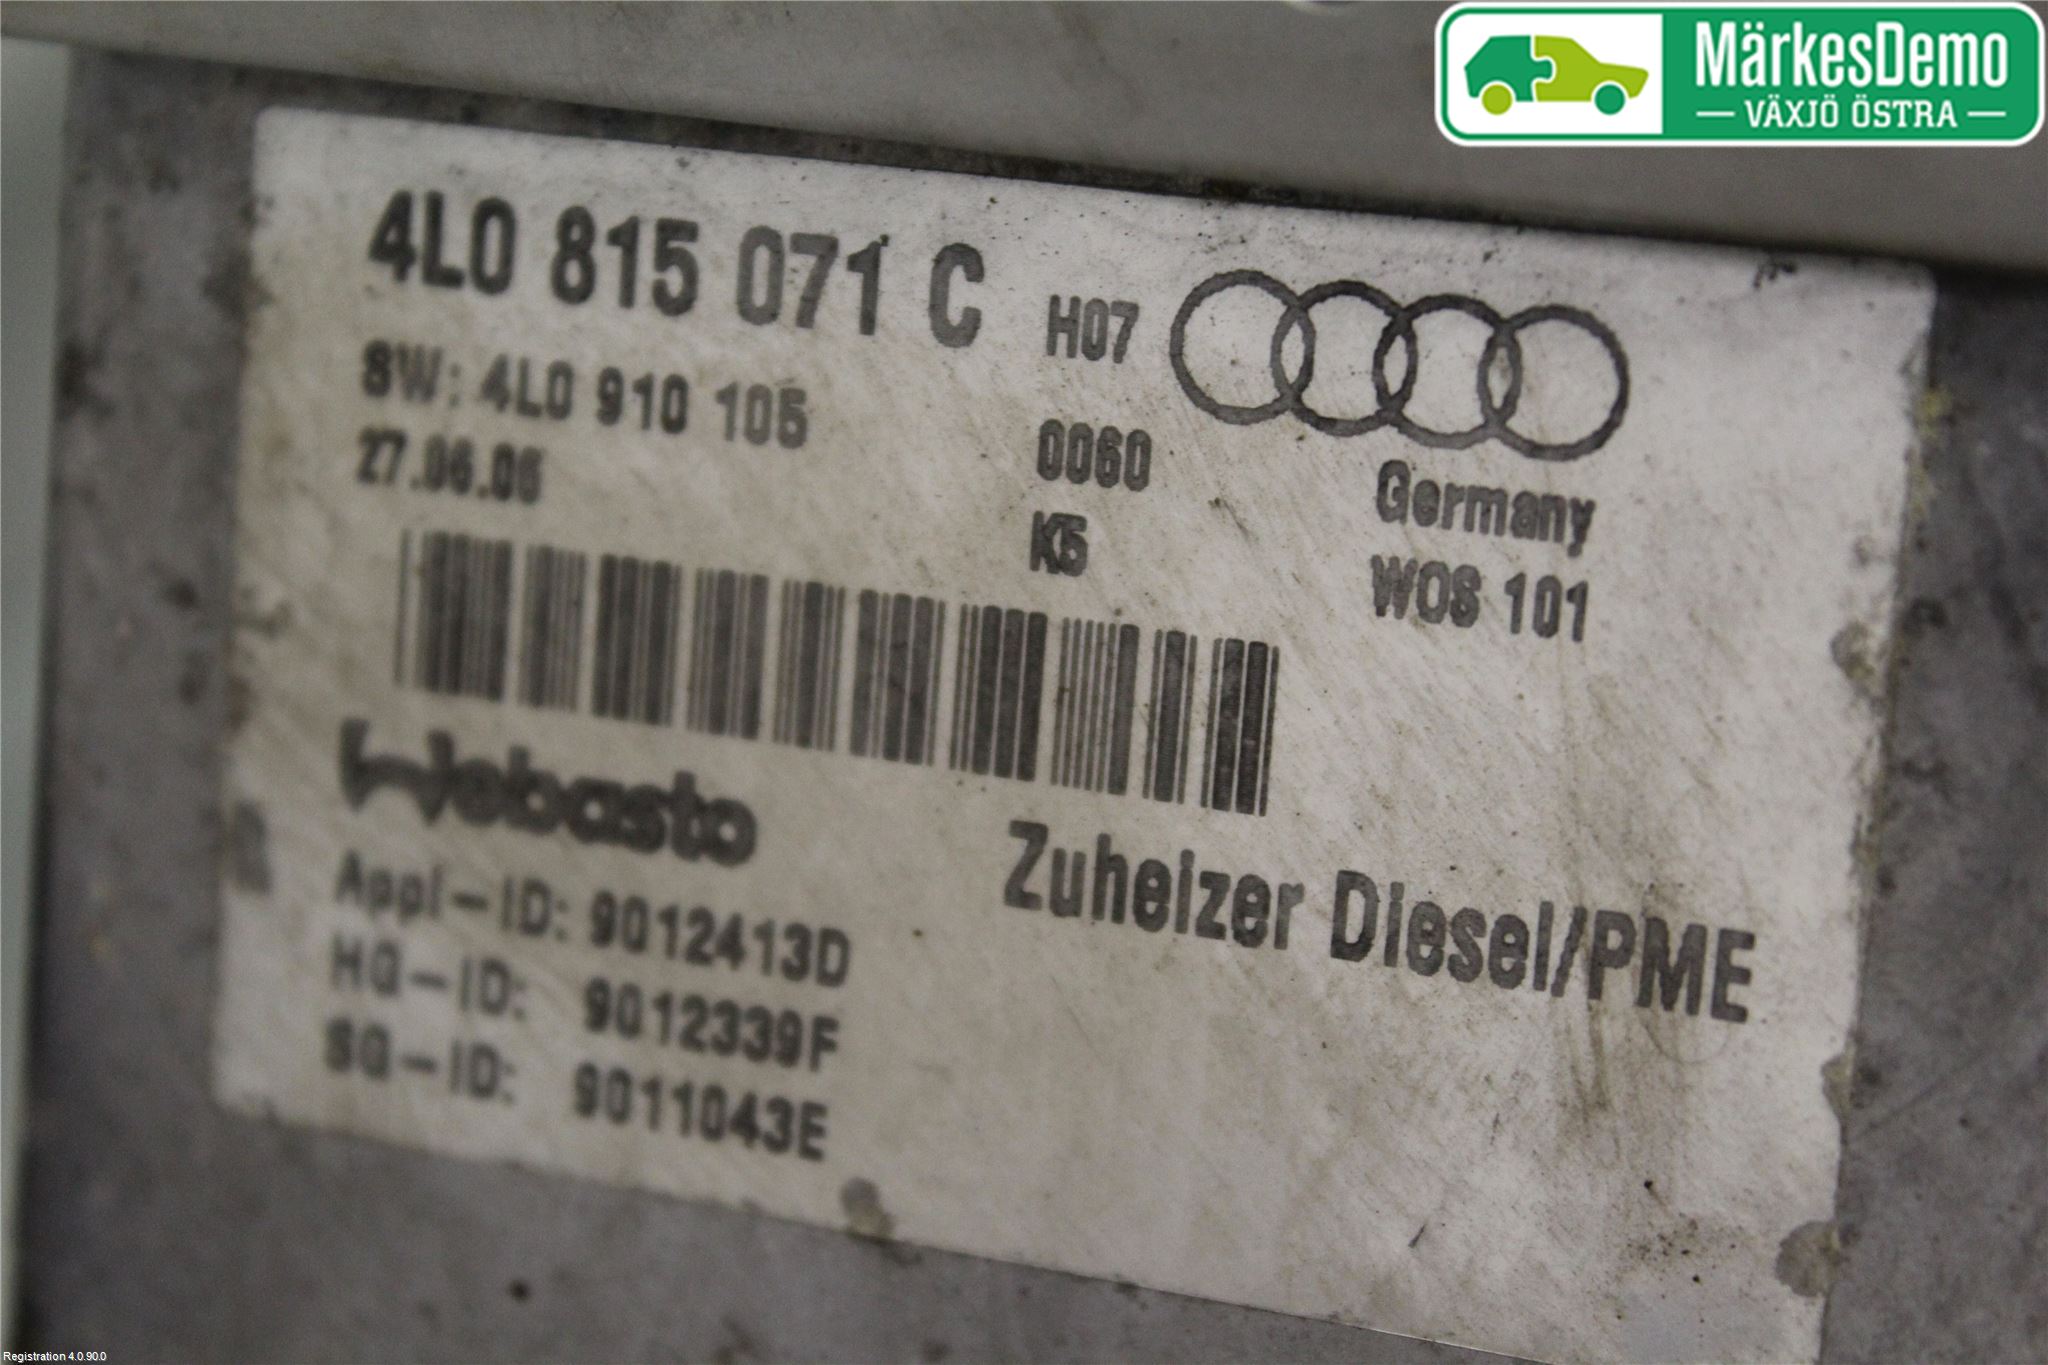 MärkesDemo
VÄXJÖ ÖSTRA
4L0 815 071 C H07
SW: 4L0 910 105 0060
27.06.06 K5
Germany
WOS 101
Webasto
Zuheizer Diesel/PME
Appl-ID: 9012413D
HG-ID: 9012339F
SG-ID: 9011043E
Registration 4.0.90.0